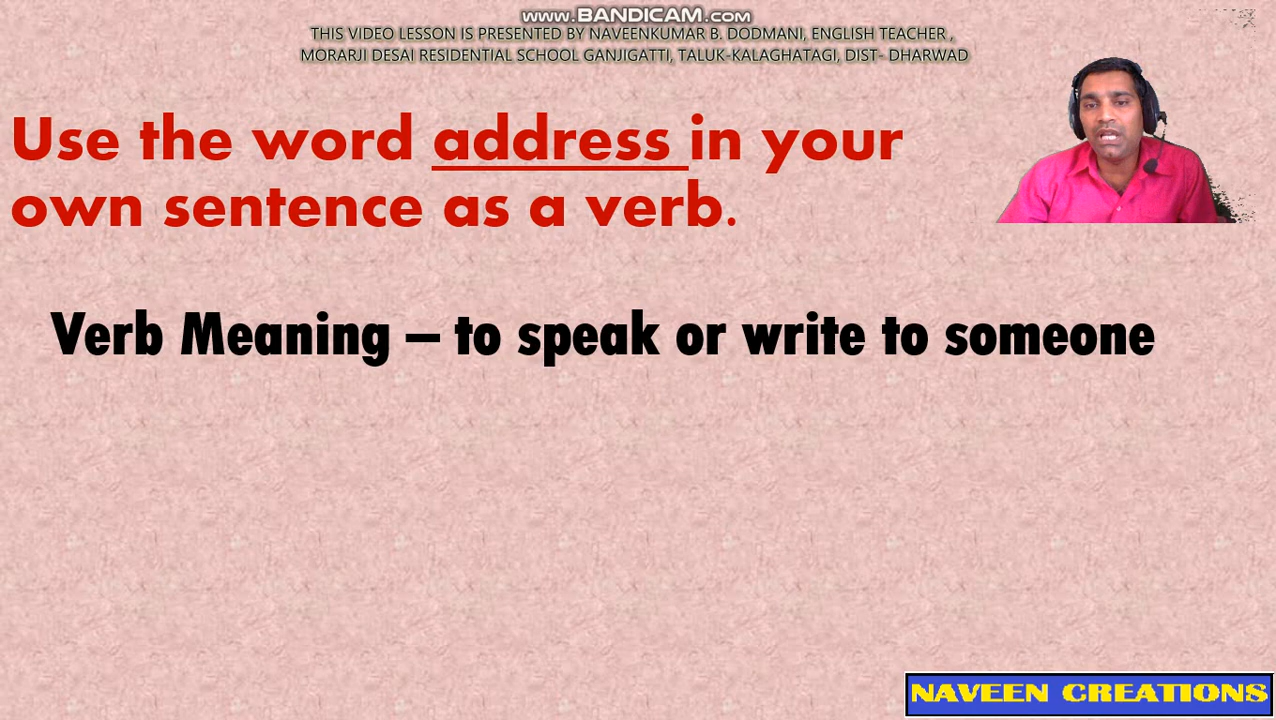 www.BANDICAM.com
THIS VIDEO LESSON IS PRESENTED BY NAVEENKUMAR B. DODMANI, ENGLISH TEACHER ,
MORARJI DESAI RESIDENTIAL SCHOOL GANJIGATTI, TALUK-KALAGHATAGI, DIST- DHARWAD
Use the word address in your
own sentence as a verb.
Verb Meaning – to speak or write to someone
NAVEEN CREATIONS